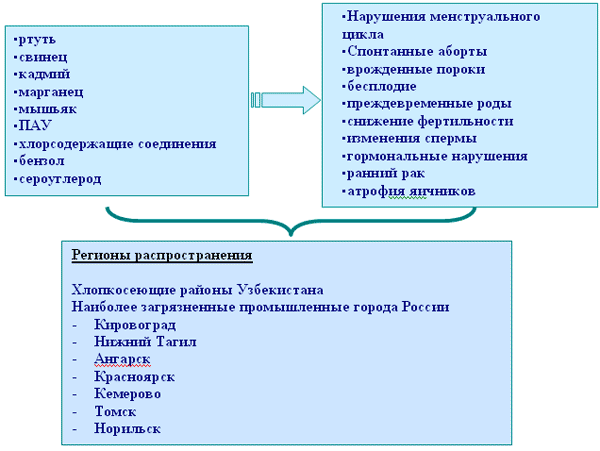 •ртуть
•свинец
•кадмий
•марганец
•мышьяк
•ПАУ
•хлорсодержащие соединения
•бензол
•сероуглерод
•Нарушения менструального
цикла
•Спонтанные аборты
•врожденные пороки
•бесплодие
•преждевременные роды
•снижение фертильности
•изменения спермы
•гормональные нарушения
•ранний рак
•атрофия яичников
Регионы распространения
Хлопкосеющие районы Узбекистана
Наиболее загрязненные промышленные города России
- Кировоград
- Нижний Тагил
- Ангарск
- Красноярск
- Кемерово
- Томск
- Норильск